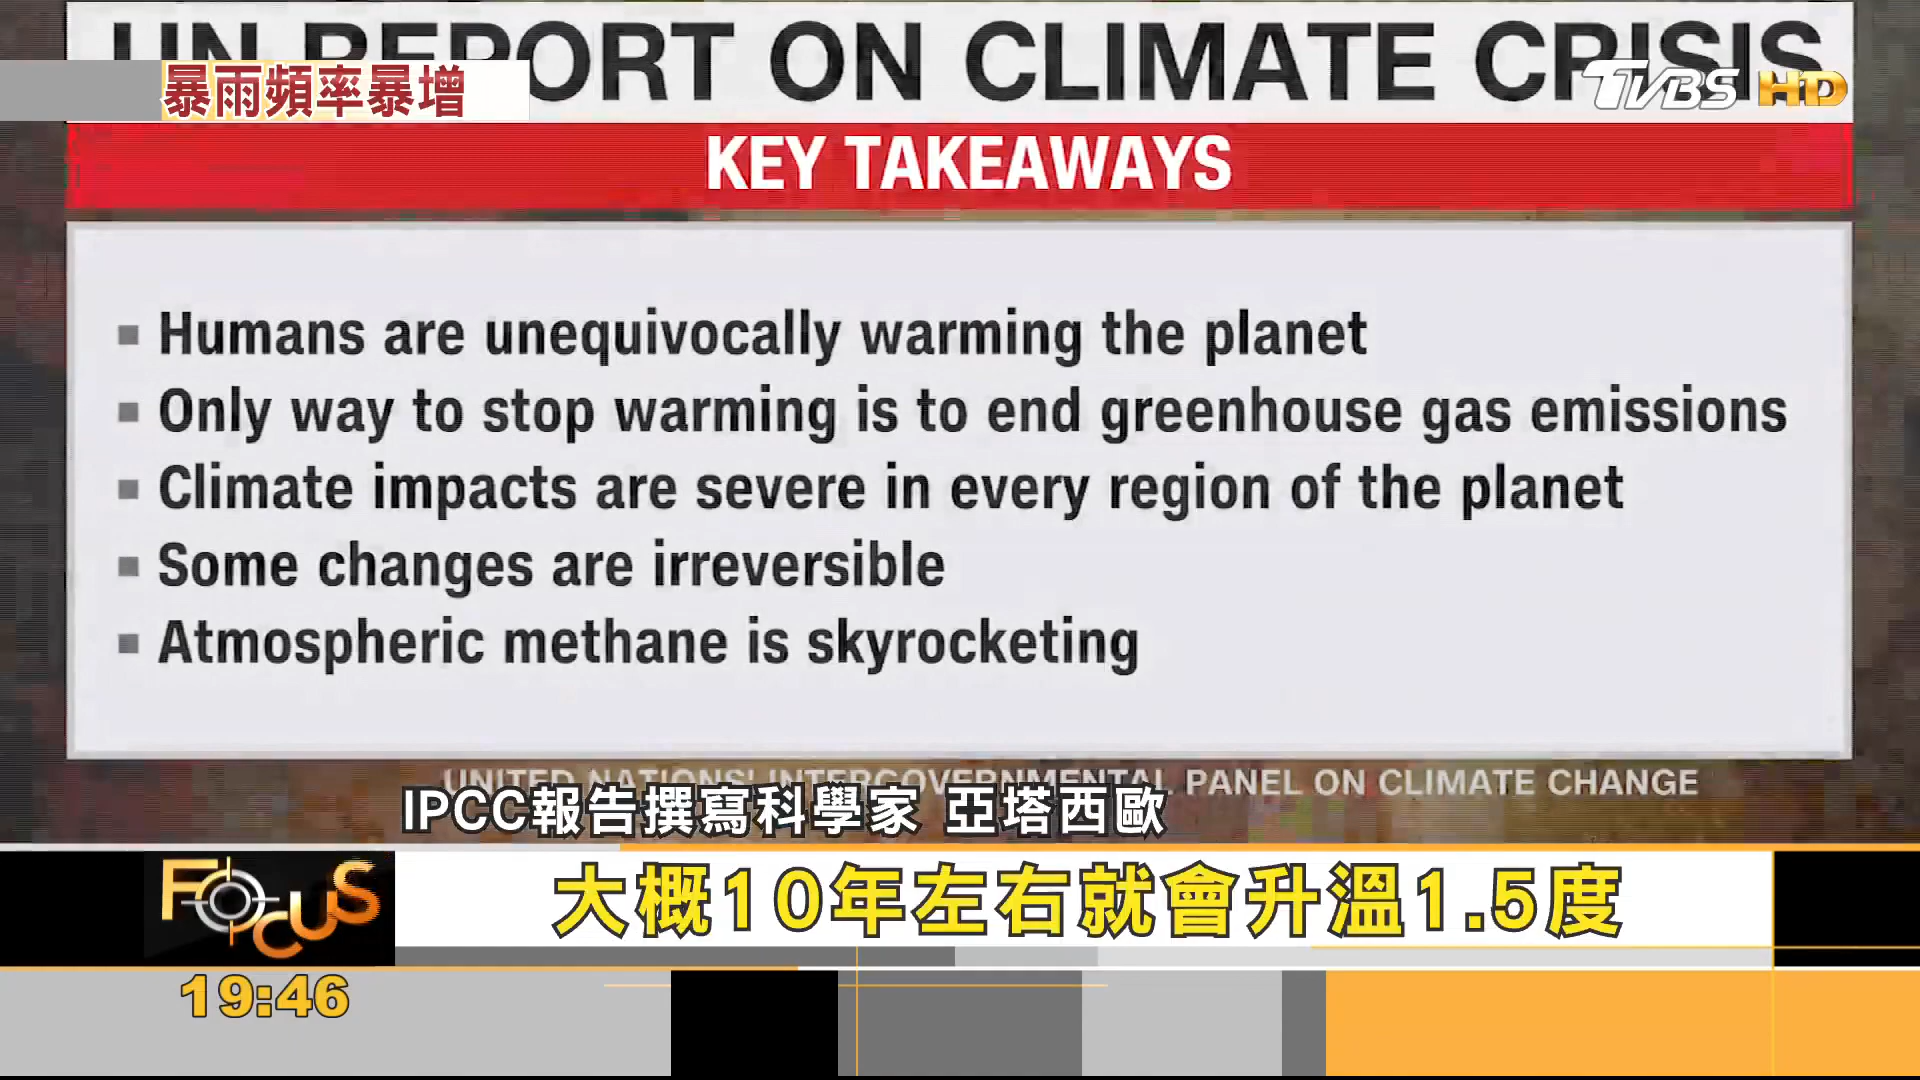 UN REPORT ON CLIMATE CRISIS
暴雨頻率暴增
TVBS HD
KEY TAKEAWAYS
▪ Humans are unequivocally warming the planet
▪ Only way to stop warming is to end greenhouse gas emissions
▪ Climate impacts are severe in every region of the planet
▪ Some changes are irreversible
▪ Atmospheric methane is skyrocketing
UNITED NATIONS' INTERGOVERNMENTAL PANEL ON CLIMATE CHANGE
IPCC報告撰寫科學家 亞塔西歐
FOCUS
大概10年左右就會升溫1.5度
19:46